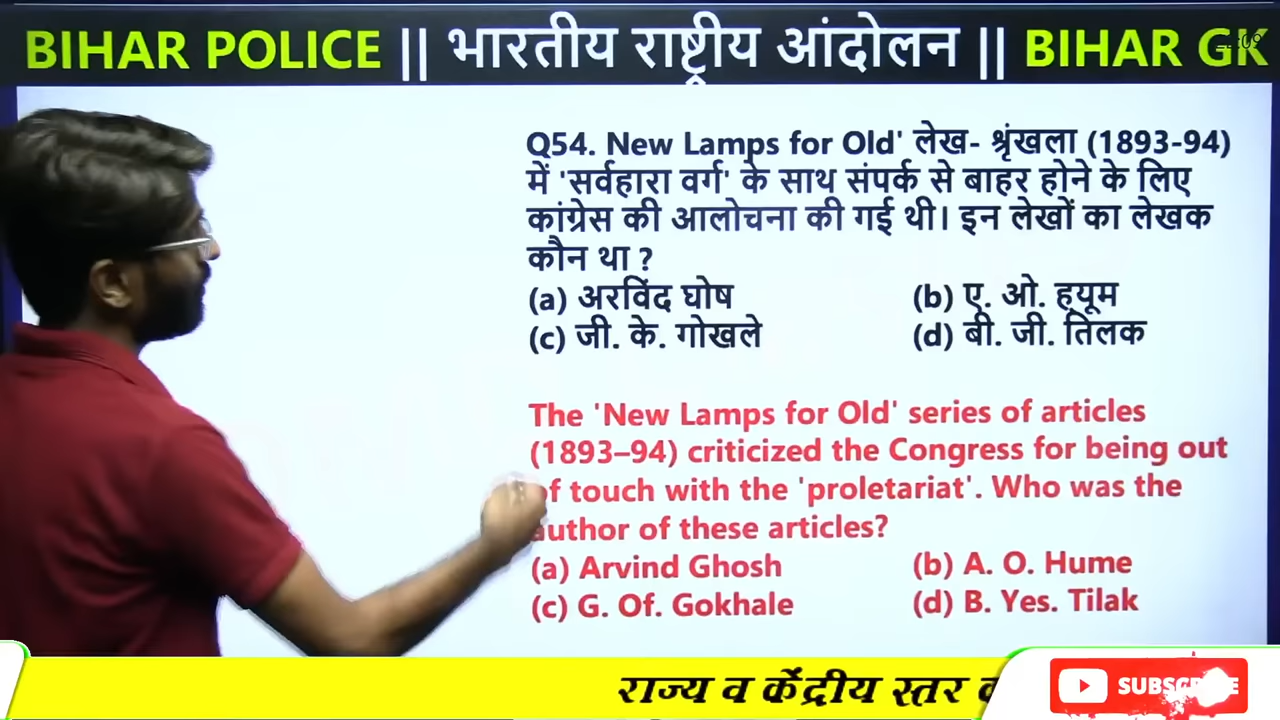 BIHAR POLICE || भारतीय राष्ट्रीय आंदोलन || BIHAR GK
Q54. New Lamps for Old' लेख- श्रृंखला (1893-94)
में 'सर्वहारा वर्ग' के साथ संपर्क से बाहर होने के लिए
कांग्रेस की आलोचना की गई थी। इन लेखों का लेखक
कौन था ?
(a) अरविंद घोष (b) ए. ओ. ह्यूम
(c) जी. के. गोखले (d) बी. जी. तिलक
The 'New Lamps for Old' series of articles
(1893–94) criticized the Congress for being out
of touch with the 'proletariat'. Who was the
author of these articles?
(a) Arvind Ghosh (b) A. O. Hume
(c) G. Of. Gokhale (d) B. Yes. Tilak
राज्य व केंद्रीय स्तर
SUBSCRIBE